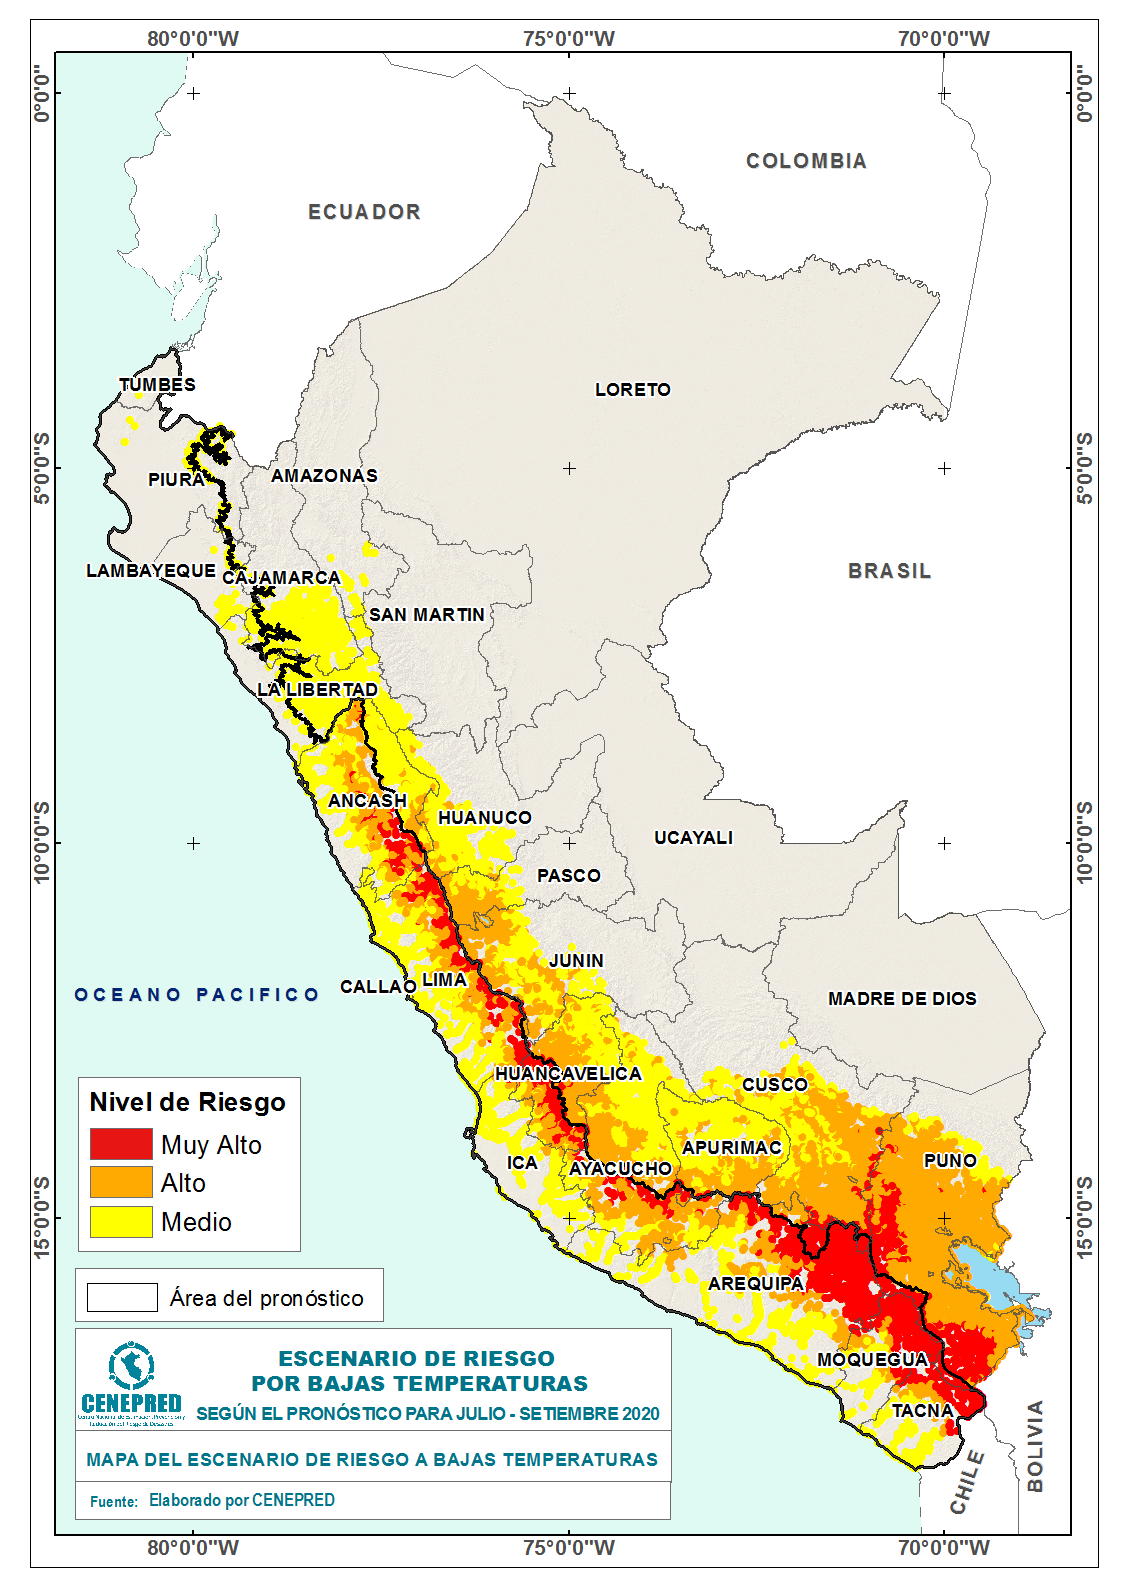 80°0'0"W 75°0'0"W 70°0'0"W
0°0'0" 0°0'0"
COLOMBIA
ECUADOR
TUMBES
LORETO
5°0'0"S 5°0'0"S
PIURA AMAZONAS
LAMBAYEQUE CAJAMARCA BRASIL
SAN MARTIN
LA LIBERTAD
ANCASH
HUANUCO
10°0'0"S 10°0'0"S
UCAYALI
PASCO
JUNIN
CALLAO LIMA
OCEANO PACIFICO
MADRE DE DIOS
HUANCAVELICA
CUSCO
Nivel de Riesgo
Muy Alto
Alto
Medio
APURIMAC
ICA AYACUCHO PUNO
15°0'0"S 15°0'0"S
AREQUIPA
Área del pronóstico
MOQUEGUA
TACNA
CHILE
BOLIVIA
CENEPRED
ESCENARIO DE RIESGO
POR BAJAS TEMPERATURAS
SEGÚN EL PRONÓSTICO PARA JULIO - SETIEMBRE 2020
MAPA DEL ESCENARIO DE RIESGO A BAJAS TEMPERATURAS
Fuente: Elaborado por CENEPRED
80°0'0"W 75°0'0"W 70°0'0"W